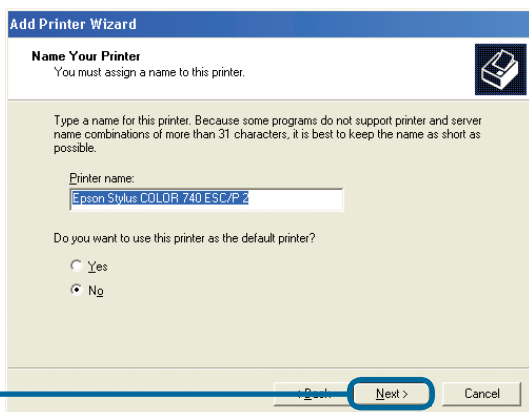 Add Printer Wizard
Name Your Printer
You must assign a name to this printer.
Type a name for this printer. Because some programs do not support printer and server
name combinations of more than 31 characters, it is best to keep the name as short as
possible.
Printer name:
Epson Stylus COLOR 740 ESC/P 2
Do you want to use this printer as the default printer?
Yes
No
< Back Next > Cancel